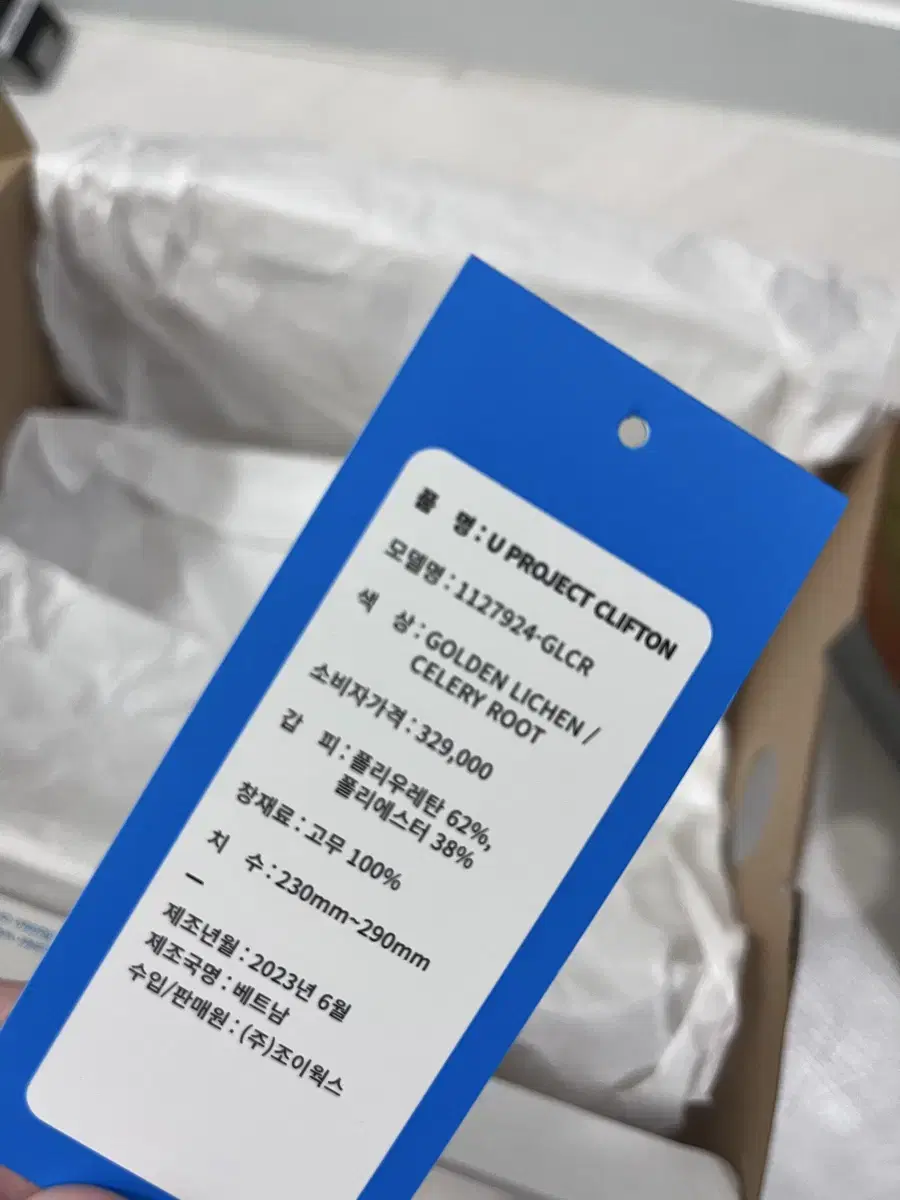 품 명 : U PROJECT CLIFTON
모델명 : 1127924-GLCR
색 상 : GOLDEN LICHEN /
CELERY ROOT
소비자가격 : 329,000
갑 피 : 폴리우레탄 62%,
폴리에스터 38%
창재료 : 고무 100%
치 수 : 230mm~290mm
–
제조년월 : 2023년 6월
제조국명 : 베트남
수입/판매원 : (주)조이웍스